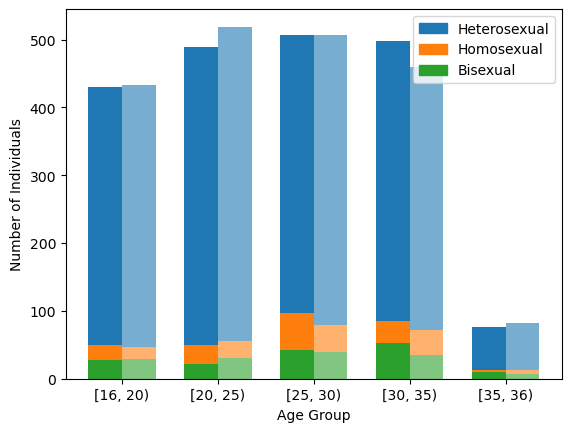 Heterosexual
Homosexual
Bisexual
Number of Individuals
500
400
300
200
100
0
[16, 20)
[20, 25)
[25, 30)
[30, 35)
[35, 36)
Age Group